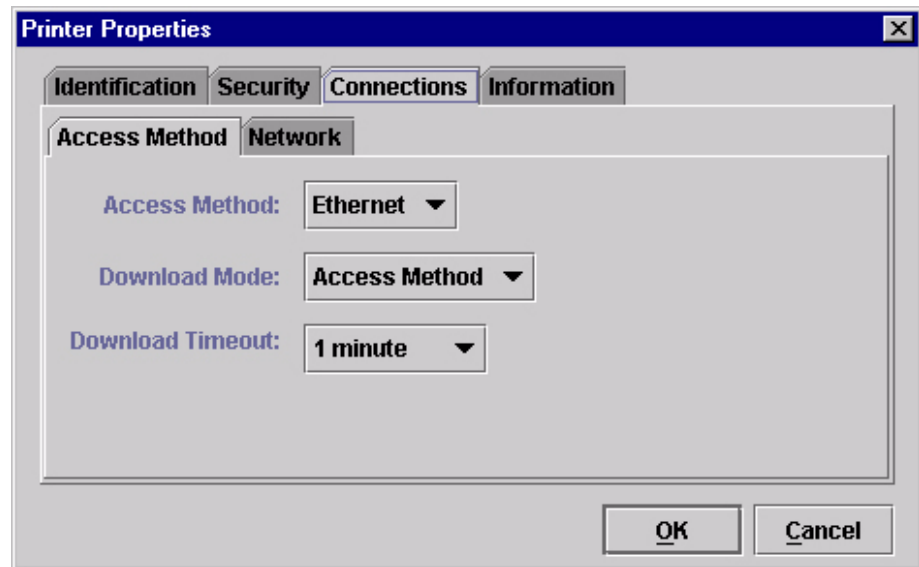 Printer Properties
Identification Security Connections Information
Access Method Network
Access Method: Ethernet
Download Mode: Access Method
Download Timeout: 1 minute
OK Cancel